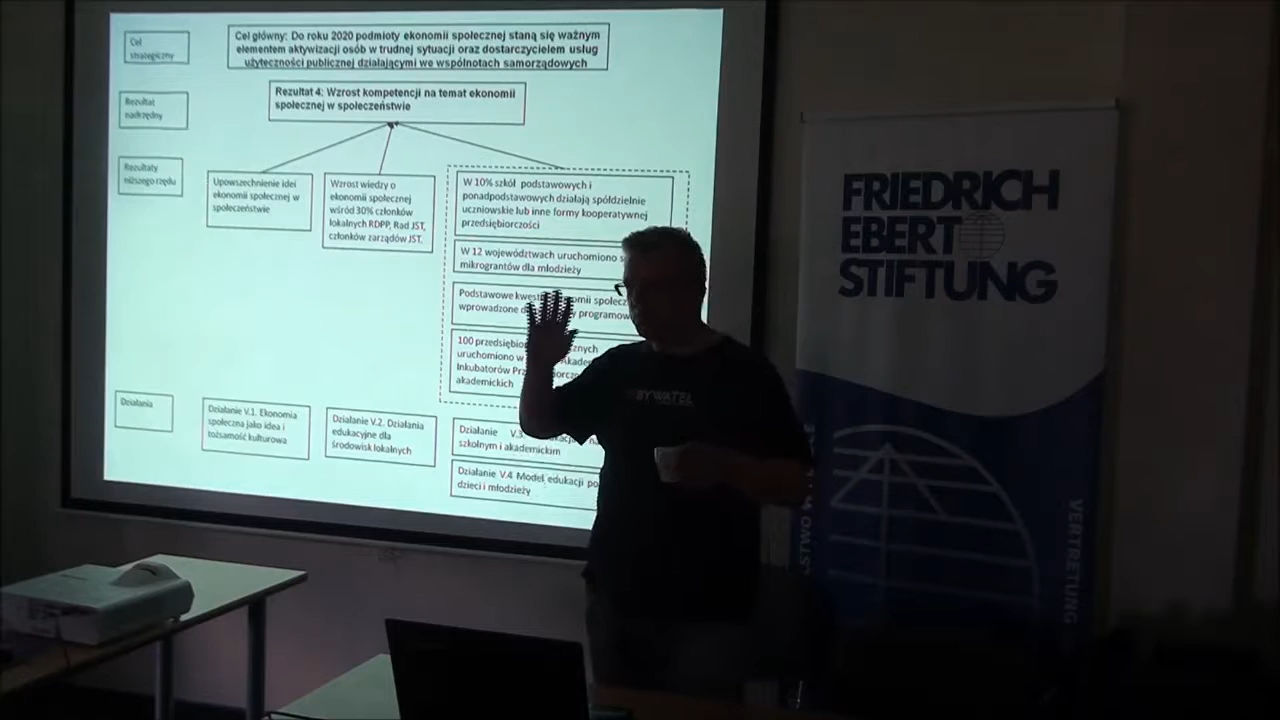 Cel
strategiczny
Cel główny: Do roku 2020 podmioty ekonomii społecznej staną się ważnym
elementem aktywizacji osób w trudnej sytuacji oraz dostarczycielem usług
użyteczności publicznej działającymi we wspólnotach samorządowych
Rezultat
nadrzędny
Rezultat 4: Wzrost kompetencji na temat ekonomii
społecznej w społeczeństwie
Rezultaty
niższego rzędu
Upowszechnienie idei
ekonomii społecznej w
społeczeństwie
Wzrost wiedzy o
ekonomii społecznej
wśród 30% członków
lokalnych RDPP, Rad JST,
członków zarządów JST,
W 10% szkół podstawowych i
ponadpodstawowych działają spółdzielnie
uczniowskie lub inne formy kooperatywnej
przedsiębiorczości
W 12 województwach uruchomiono
mikrograntów dla młodzieży
Podstawowe
wprowadzone
100
uruchomiono w
Inkubatorów
akademickich
Działania
Działanie V.1. Ekonomia
społeczna jako idea i
tożsamość kulturowa
Działanie V.2. Działania
edukacyjne dla
środowisk lokalnych
Działanie V.3.
szkolnym i akademickim
Działanie V.4 Model edukacji
dzieci i młodzieży
FRIEDRICH
EBERT
STIFTUNG
VERTRETUNG